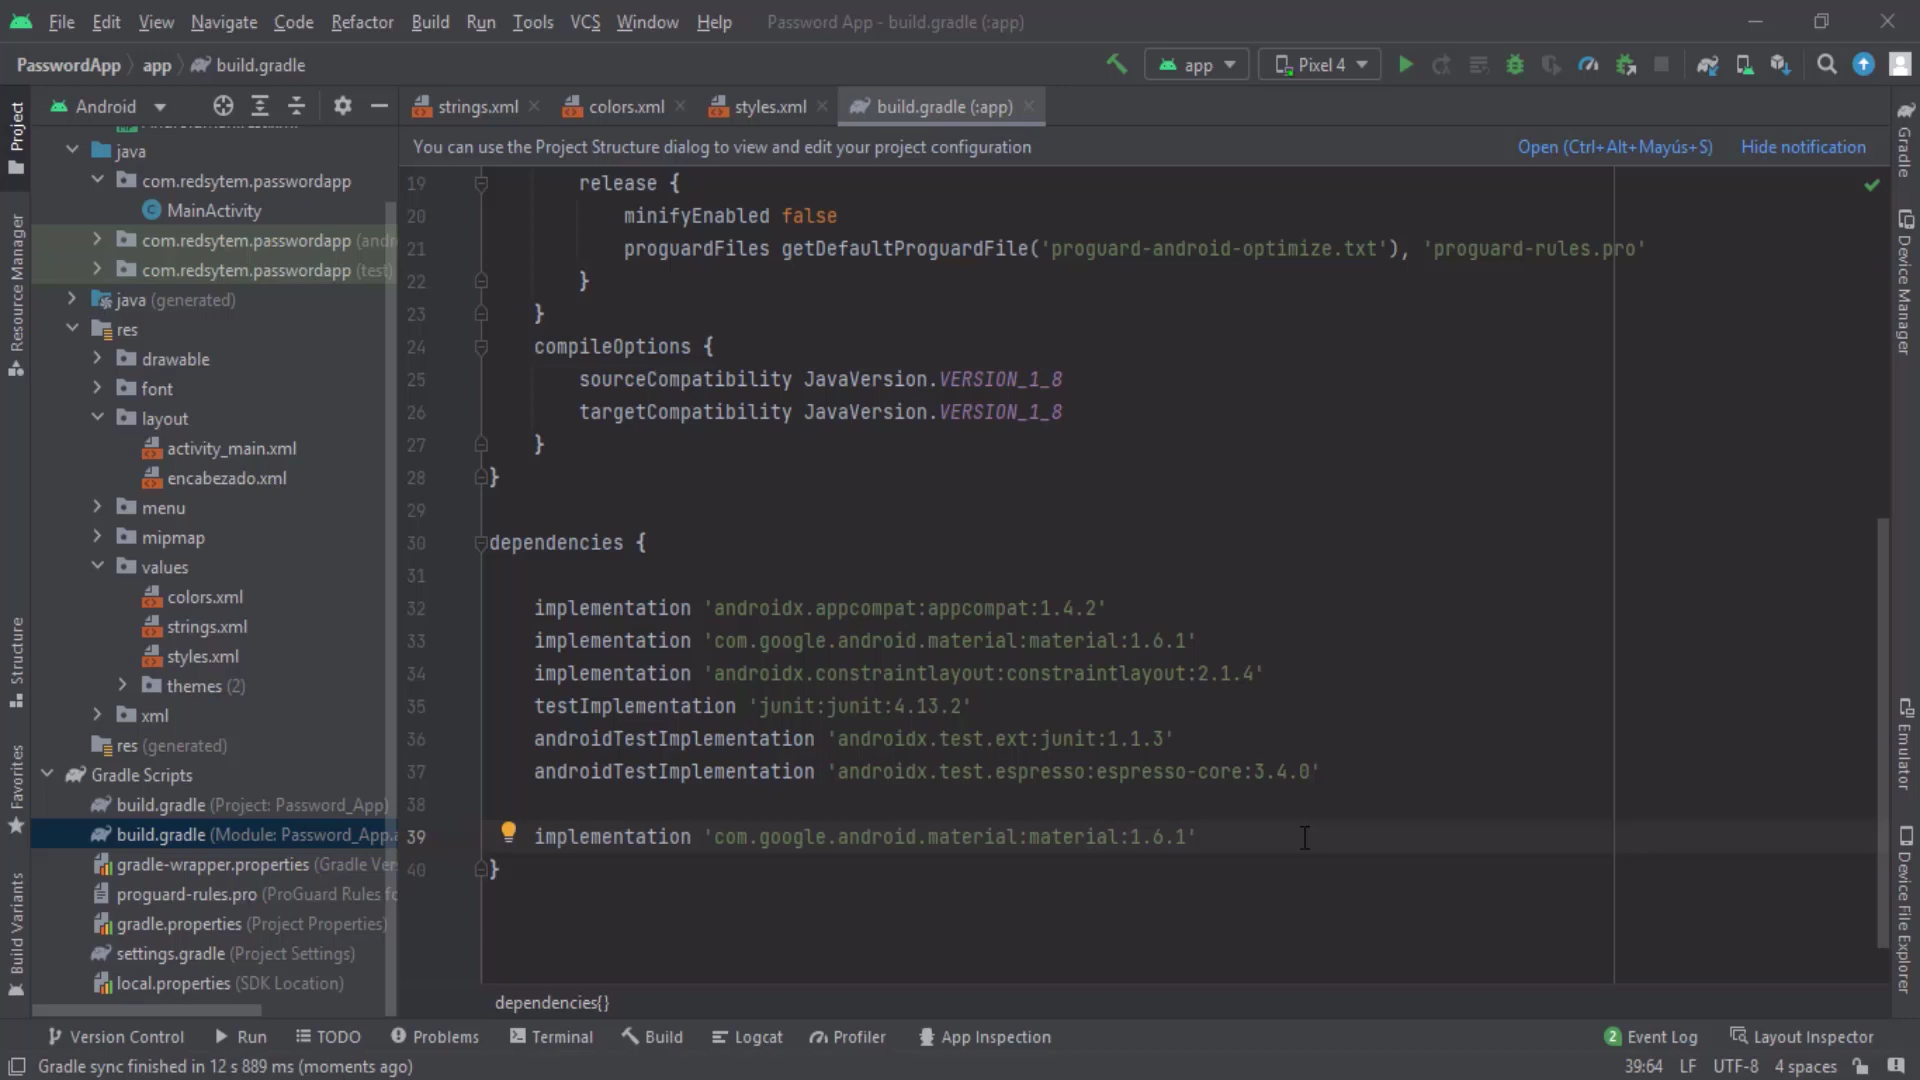 File Edit View Navigate Code Refactor Build Run Tools VCS Window Help Password App - build.gradle (:app)
PasswordApp app build.gradle app Pixel 4
Android strings.xml colors.xml styles.xml build.gradle (:app)
You can use the Project Structure dialog to view and edit your project configuration Open (Ctrl+Alt+Mayús+S) Hide notification
Project
Resource Manager
Structure
Favorites
Build Variants
java
com.redsytem.passwordapp
MainActivity
com.redsytem.passwordapp (andr
com.redsytem.passwordapp (test)
java (generated)
res
drawable
font
layout
activity_main.xml
encabezado.xml
menu
mipmap
values
colors.xml
strings.xml
styles.xml
themes (2)
xml
res (generated)
Gradle Scripts
build.gradle (Project: Password_App)
build.gradle (Module: Password_App.a
gradle-wrapper.properties (Gradle Ver
proguard-rules.pro (ProGuard Rules fo
gradle.properties (Project Properties)
settings.gradle (Project Settings)
local.properties (SDK Location)
19 release {
20 minifyEnabled false
21 proguardFiles getDefaultProguardFile('proguard-android-optimize.txt'), 'proguard-rules.pro'
22 }
23 }
24 compileOptions {
25 sourceCompatibility JavaVersion.VERSION_1_8
26 targetCompatibility JavaVersion.VERSION_1_8
27 }
28 }
29
30 dependencies {
31
32 implementation 'androidx.appcompat:appcompat:1.4.2'
33 implementation 'com.google.android.material:material:1.6.1'
34 implementation 'androidx.constraintlayout:constraintlayout:2.1.4'
35 testImplementation 'junit:junit:4.13.2'
36 androidTestImplementation 'androidx.test.ext:junit:1.1.3'
37 androidTestImplementation 'androidx.test.espresso:espresso-core:3.4.0'
38
39 implementation 'com.google.android.material:material:1.6.1'
40 }
dependencies{}
Gradle
Device Manager
Emulator
Device File Explorer
Version Control Run TODO Problems Terminal Build Logcat Profiler App Inspection 2 Event Log Layout Inspector
Gradle sync finished in 12 s 889 ms (moments ago) 39:64 LF UTF-8 4 spaces